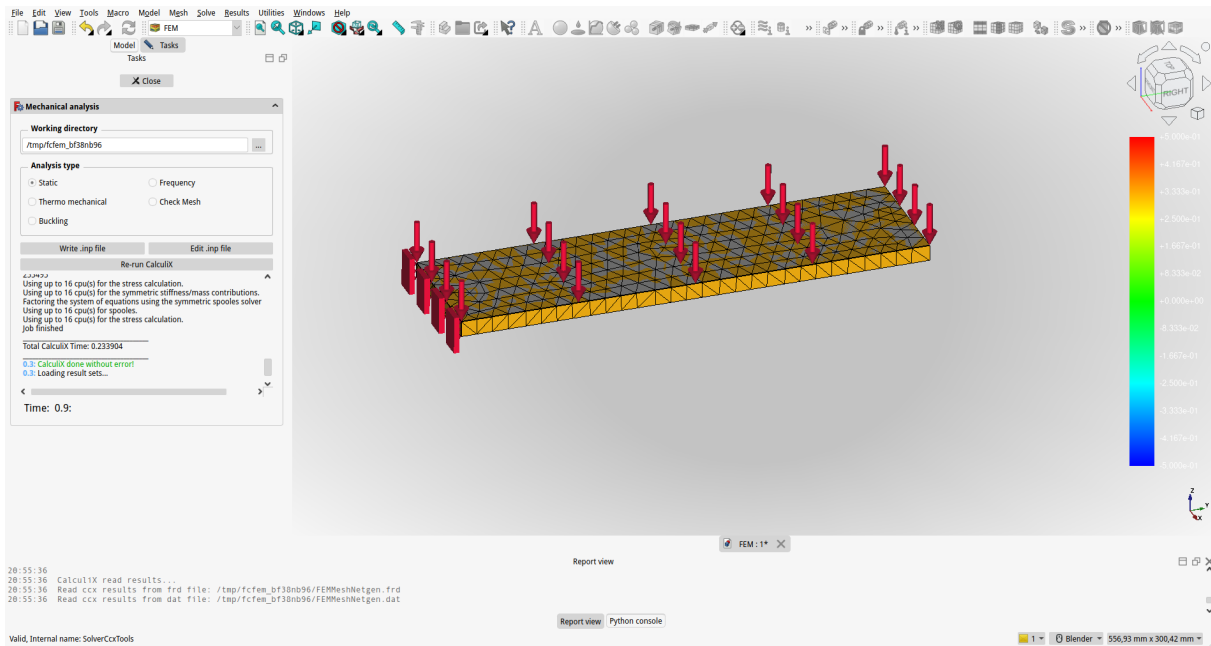 File Edit View Tools Macro Model Mesh Solve Results Utilities Windows Help
FEM
Model Tasks
Tasks
Close
Mechanical analysis
Working directory
/tmp/fcfem_bf38nb96
...
Analysis type
Static
Frequency
Thermo mechanical
Check Mesh
Buckling
Write .inp file
Edit .inp file
Re-run CalculiX
Using up to 16 cpu(s) for the stress calculation.
Using up to 16 cpu(s) for the symmetric stiffness/mass contributions.
Factoring the system of equations using the symmetric spooles solver
Using up to 16 cpu(s) for spooles.
Using up to 16 cpu(s) for the stress calculation.
Job finished
Total CalculiX Time: 0.233904
0.3: CalculiX done without error!
0.3: Loading result sets...
Time: 0.9:
RIGHT
+5.000e-01
+4.167e-01
+3.333e-01
+2.500e-01
+1.667e-01
+8.333e-02
+0.000e+00
-8.333e-02
-1.667e-01
-2.500e-01
-3.333e-01
-4.167e-01
-5.000e-01
Z
Y
X
FEM : 1*
Report view
20:55:36
20:55:36 CalculiX read results...
20:55:36 Read ccx results from frd file: /tmp/fcfem_bf38nb96/FEMMeshNetgen.frd
20:55:36 Read ccx results from dat file: /tmp/fcfem_bf38nb96/FEMMeshNetgen.dat
Report view Python console
Valid, Internal name: SolverCcxTools
1 Blender 556,93 mm x 300,42 mm